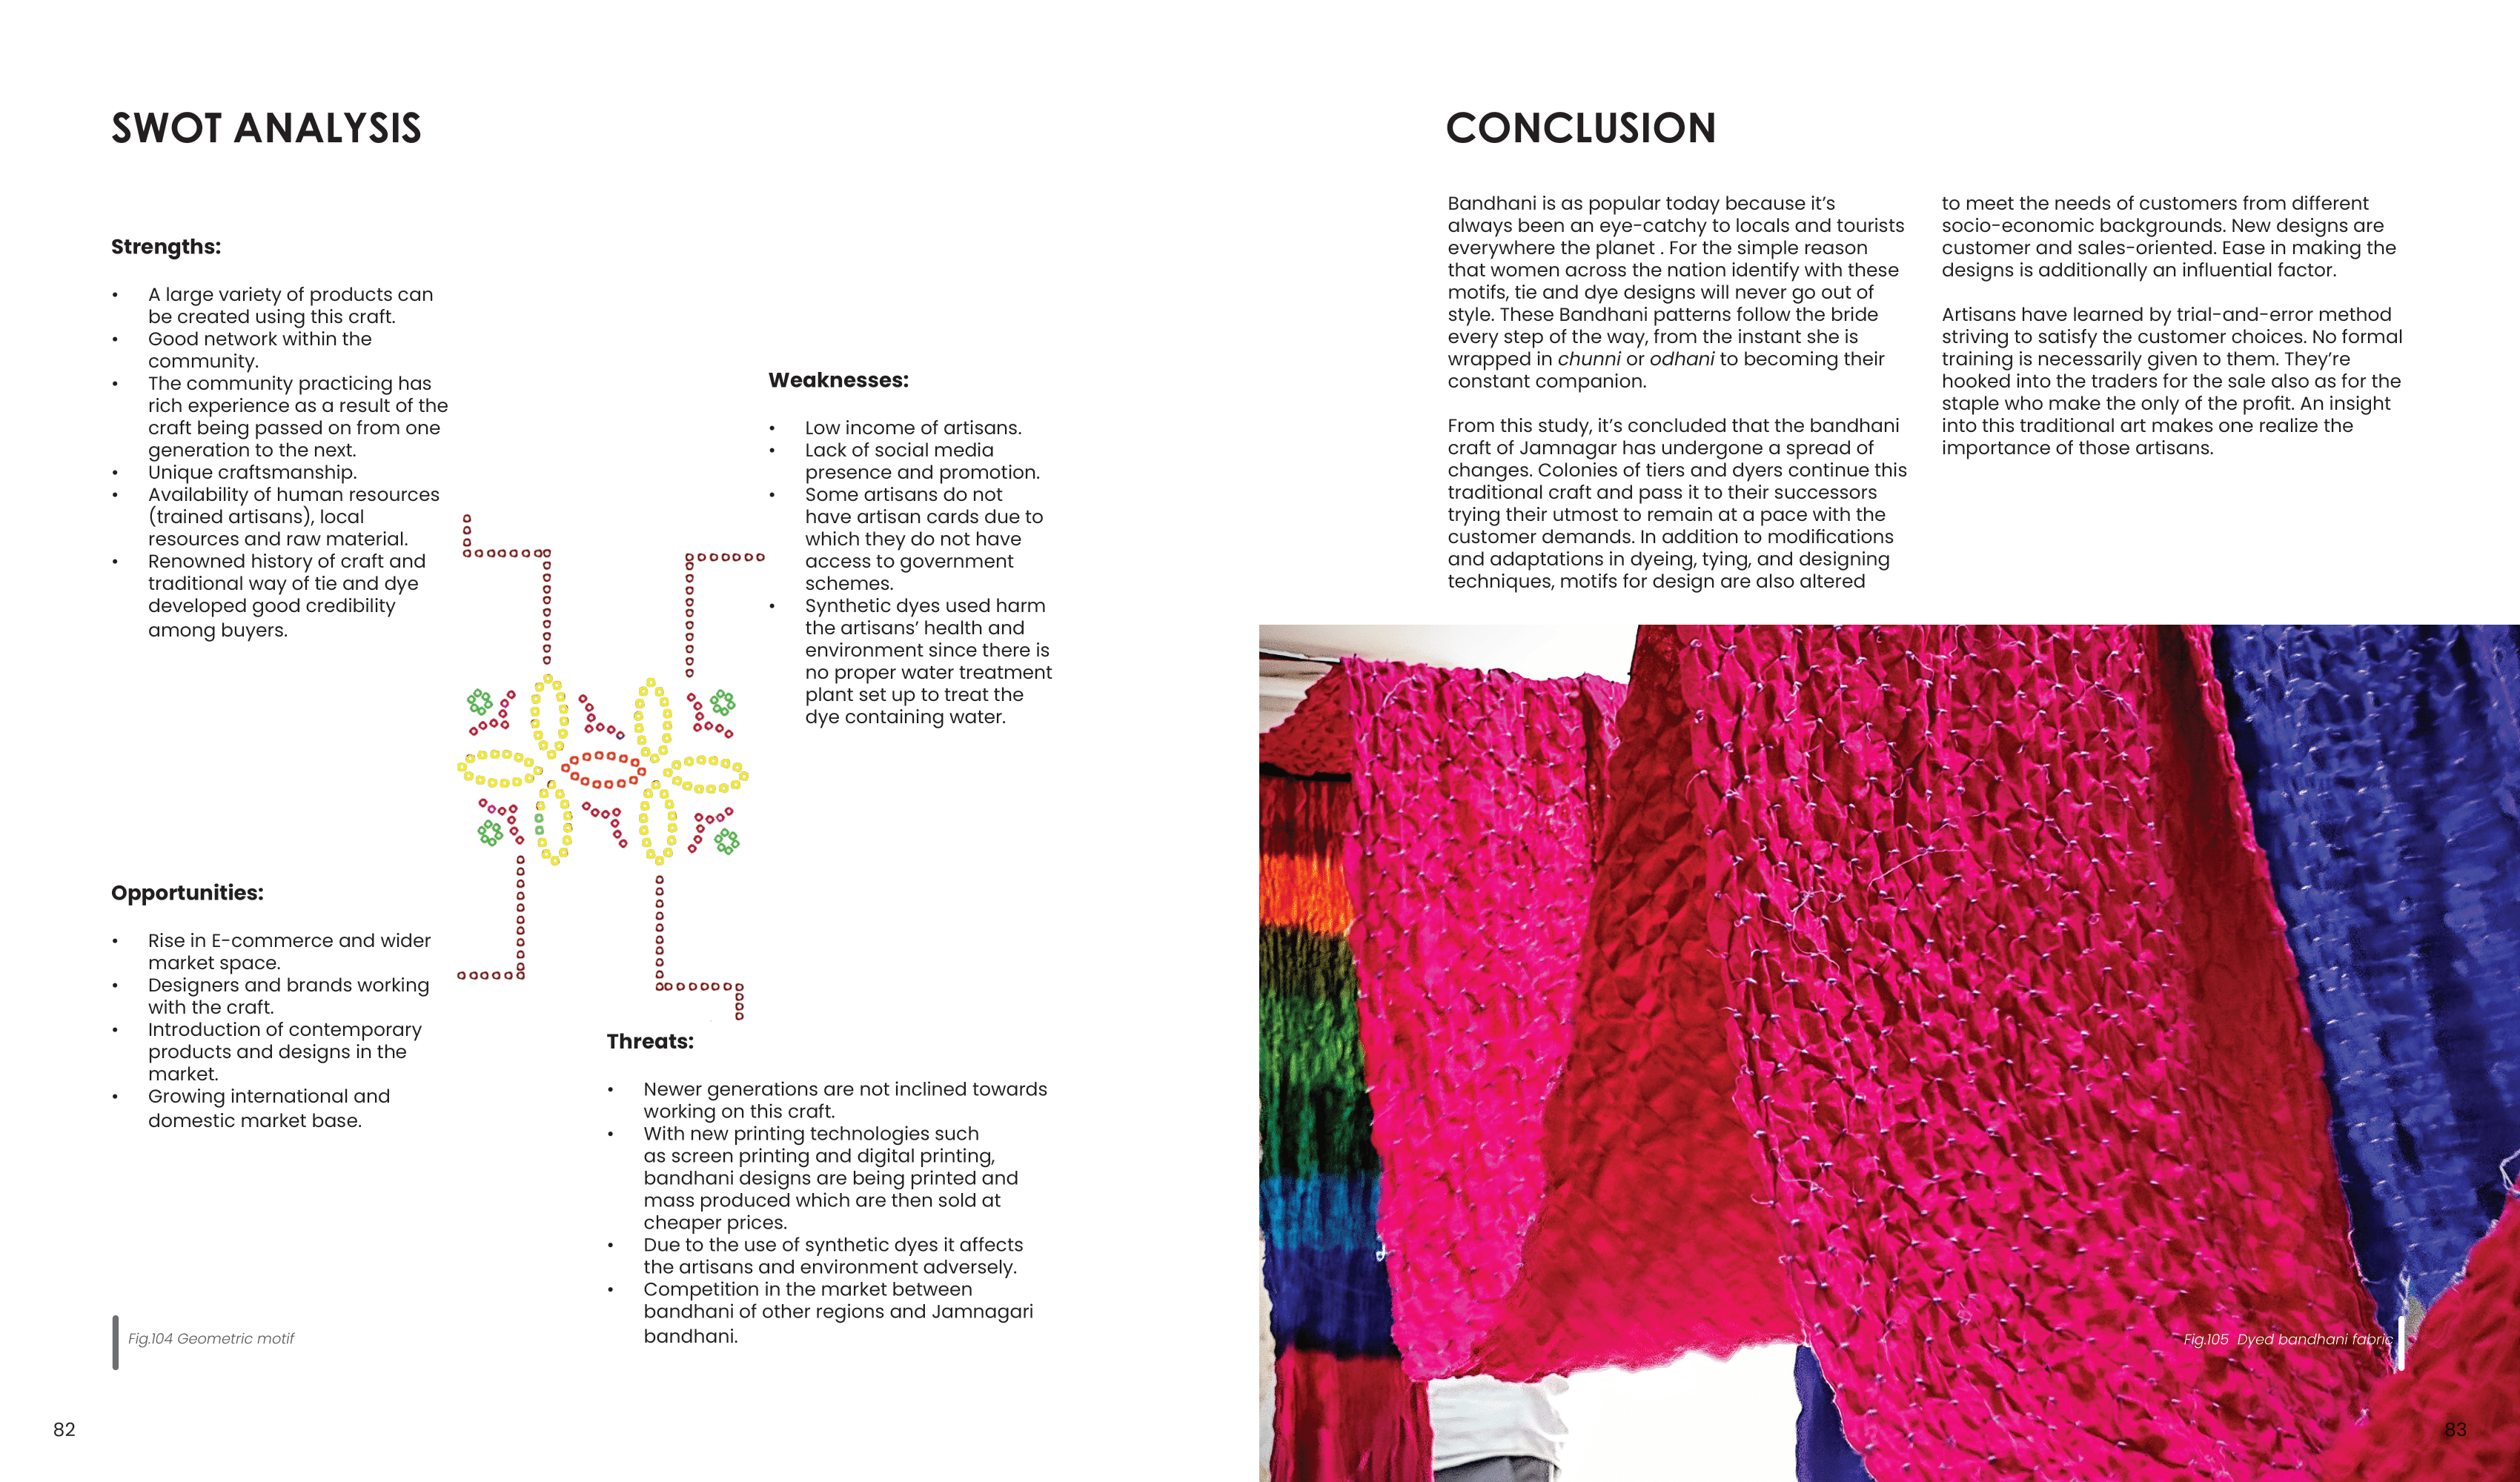 SWOT ANALYSIS
Strengths:
• A large variety of products can
be created using this craft.
• Good network within the
community.
• The community practicing has
rich experience as a result of the
craft being passed on from one
generation to the next.
• Unique craftsmanship.
• Availability of human resources
(trained artisans), local
resources and raw material.
• Renowned history of craft and
traditional way of tie and dye
developed good credibility
among buyers.
Weaknesses:
• Low income of artisans.
• Lack of social media
presence and promotion.
• Some artisans do not
have artisan cards due to
which they do not have
access to government
schemes.
• Synthetic dyes used harm
the artisans’ health and
environment since there is
no proper water treatment
plant set up to treat the
dye containing water.
Opportunities:
• Rise in E-commerce and wider
market space.
• Designers and brands working
with the craft.
• Introduction of contemporary
products and designs in the
market.
• Growing international and
domestic market base.
Threats:
• Newer generations are not inclined towards
working on this craft.
• With new printing technologies such
as screen printing and digital printing,
bandhani designs are being printed and
mass produced which are then sold at
cheaper prices.
• Due to the use of synthetic dyes it affects
the artisans and environment adversely.
• Competition in the market between
bandhani of other regions and Jamnagari
bandhani.
Fig.104 Geometric motif
82
CONCLUSION
Bandhani is as popular today because it’s
always been an eye-catchy to locals and tourists
everywhere the planet . For the simple reason
that women across the nation identify with these
motifs, tie and dye designs will never go out of
style. These Bandhani patterns follow the bride
every step of the way, from the instant she is
wrapped in chunni or odhani to becoming their
constant companion.
From this study, it’s concluded that the bandhani
craft of Jamnagar has undergone a spread of
changes. Colonies of tiers and dyers continue this
traditional craft and pass it to their successors
trying their utmost to remain at a pace with the
customer demands. In addition to modifications
and adaptations in dyeing, tying, and designing
techniques, motifs for design are also altered
to meet the needs of customers from different
socio-economic backgrounds. New designs are
customer and sales-oriented. Ease in making the
designs is additionally an influential factor.
Artisans have learned by trial-and-error method
striving to satisfy the customer choices. No formal
training is necessarily given to them. They’re
hooked into the traders for the sale also as for the
staple who make the only of the profit. An insight
into this traditional art makes one realize the
importance of those artisans.
Fig.105 Dyed bandhani fabric
83